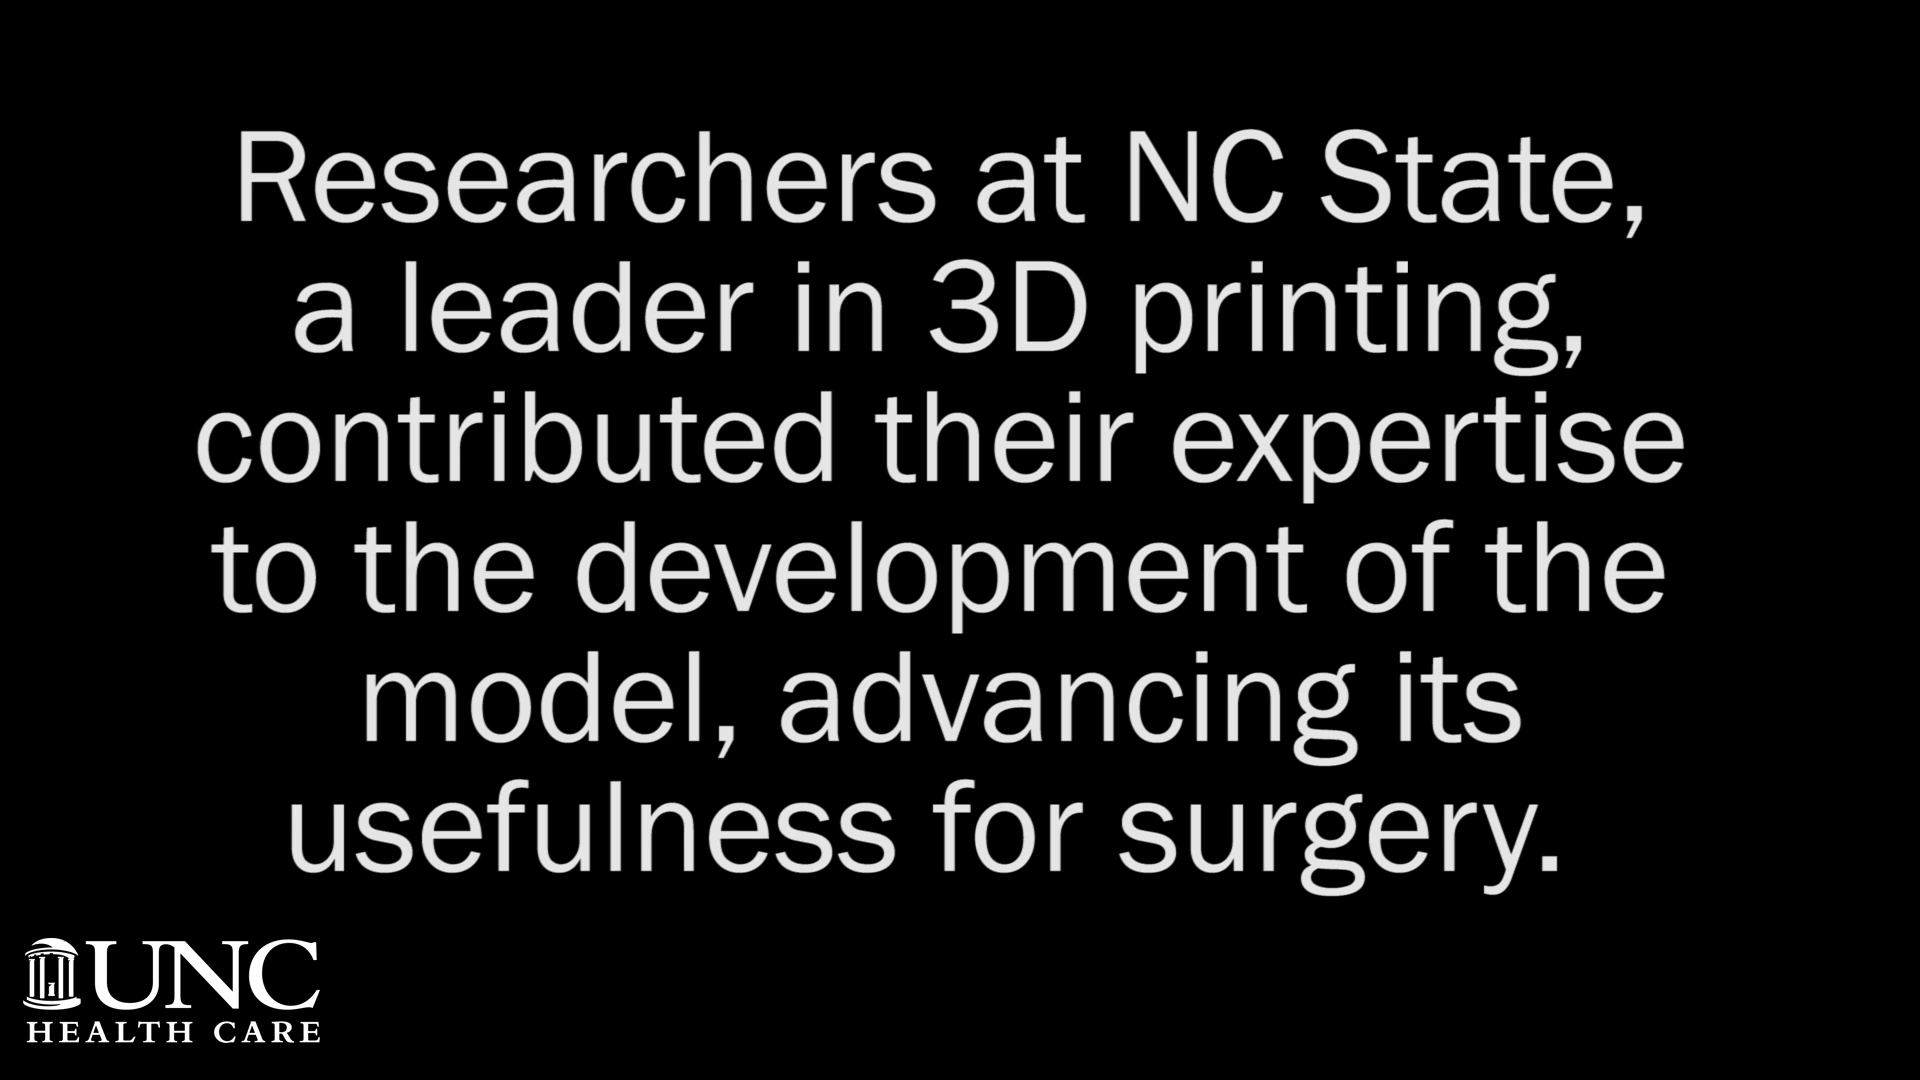 Researchers at NC State,
a leader in 3D printing,
contributed their expertise
to the development of the
model, advancing its
usefulness for surgery.
UNC
HEALTH CARE